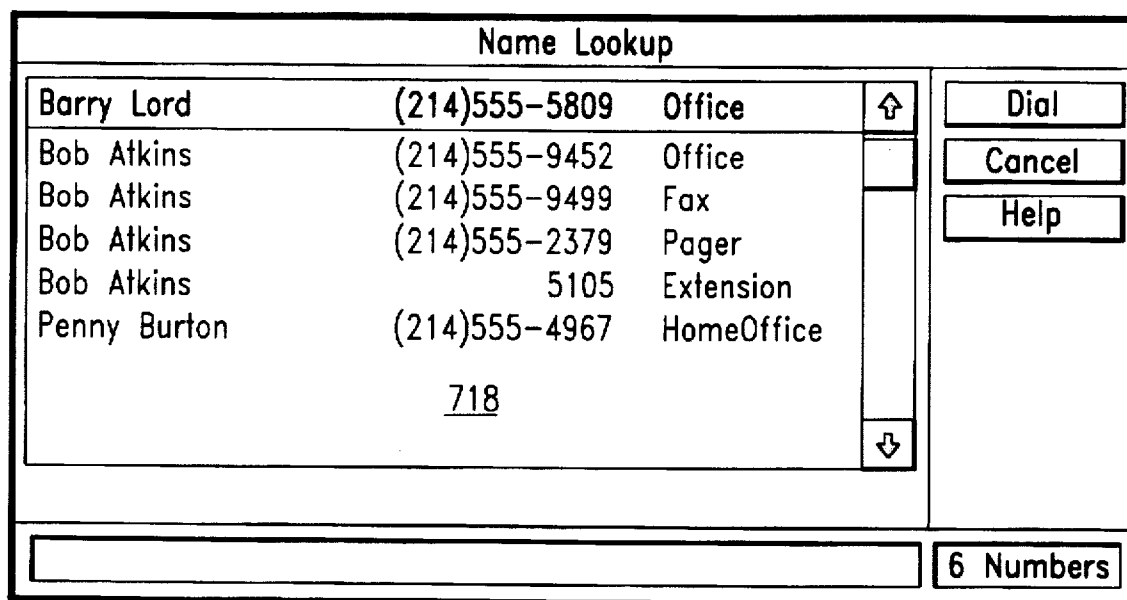 Name Lookup
Barry Lord (214)555-5809 Office
Bob Atkins (214)555-9452 Office
Bob Atkins (214)555-9499 Fax
Bob Atkins (214)555-2379 Pager
Bob Atkins 5105 Extension
Penny Burton (214)555-4967 HomeOffice
718
Dial
Cancel
Help
6 Numbers